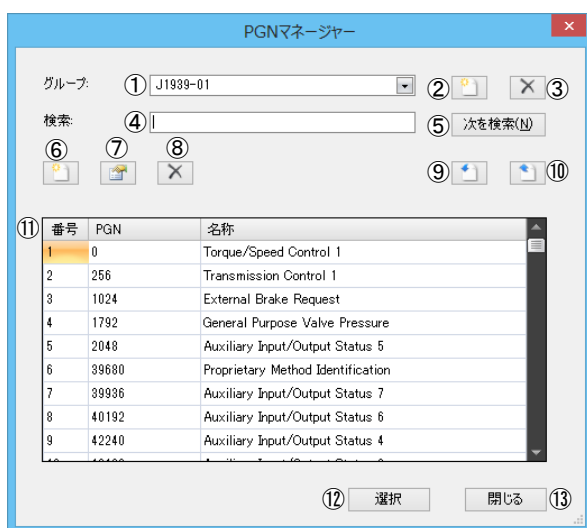 PGNマネージャー
グループ: ① J1939-01 ② ③
検索: ④ ⑤ 次を検索(N)
⑥ ⑦ ⑧ ⑨ ⑩
⑪ 番号 PGN 名称
1 0 Torque/Speed Control 1
2 256 Transmission Control 1
3 1024 External Brake Request
4 1792 General Purpose Valve Pressure
5 2048 Auxiliary Input/Output Status 5
6 39680 Proprietary Method Identification
7 39936 Auxiliary Input/Output Status 7
8 40192 Auxiliary Input/Output Status 6
9 42240 Auxiliary Input/Output Status 4
⑫ 選択 閉じる ⑬